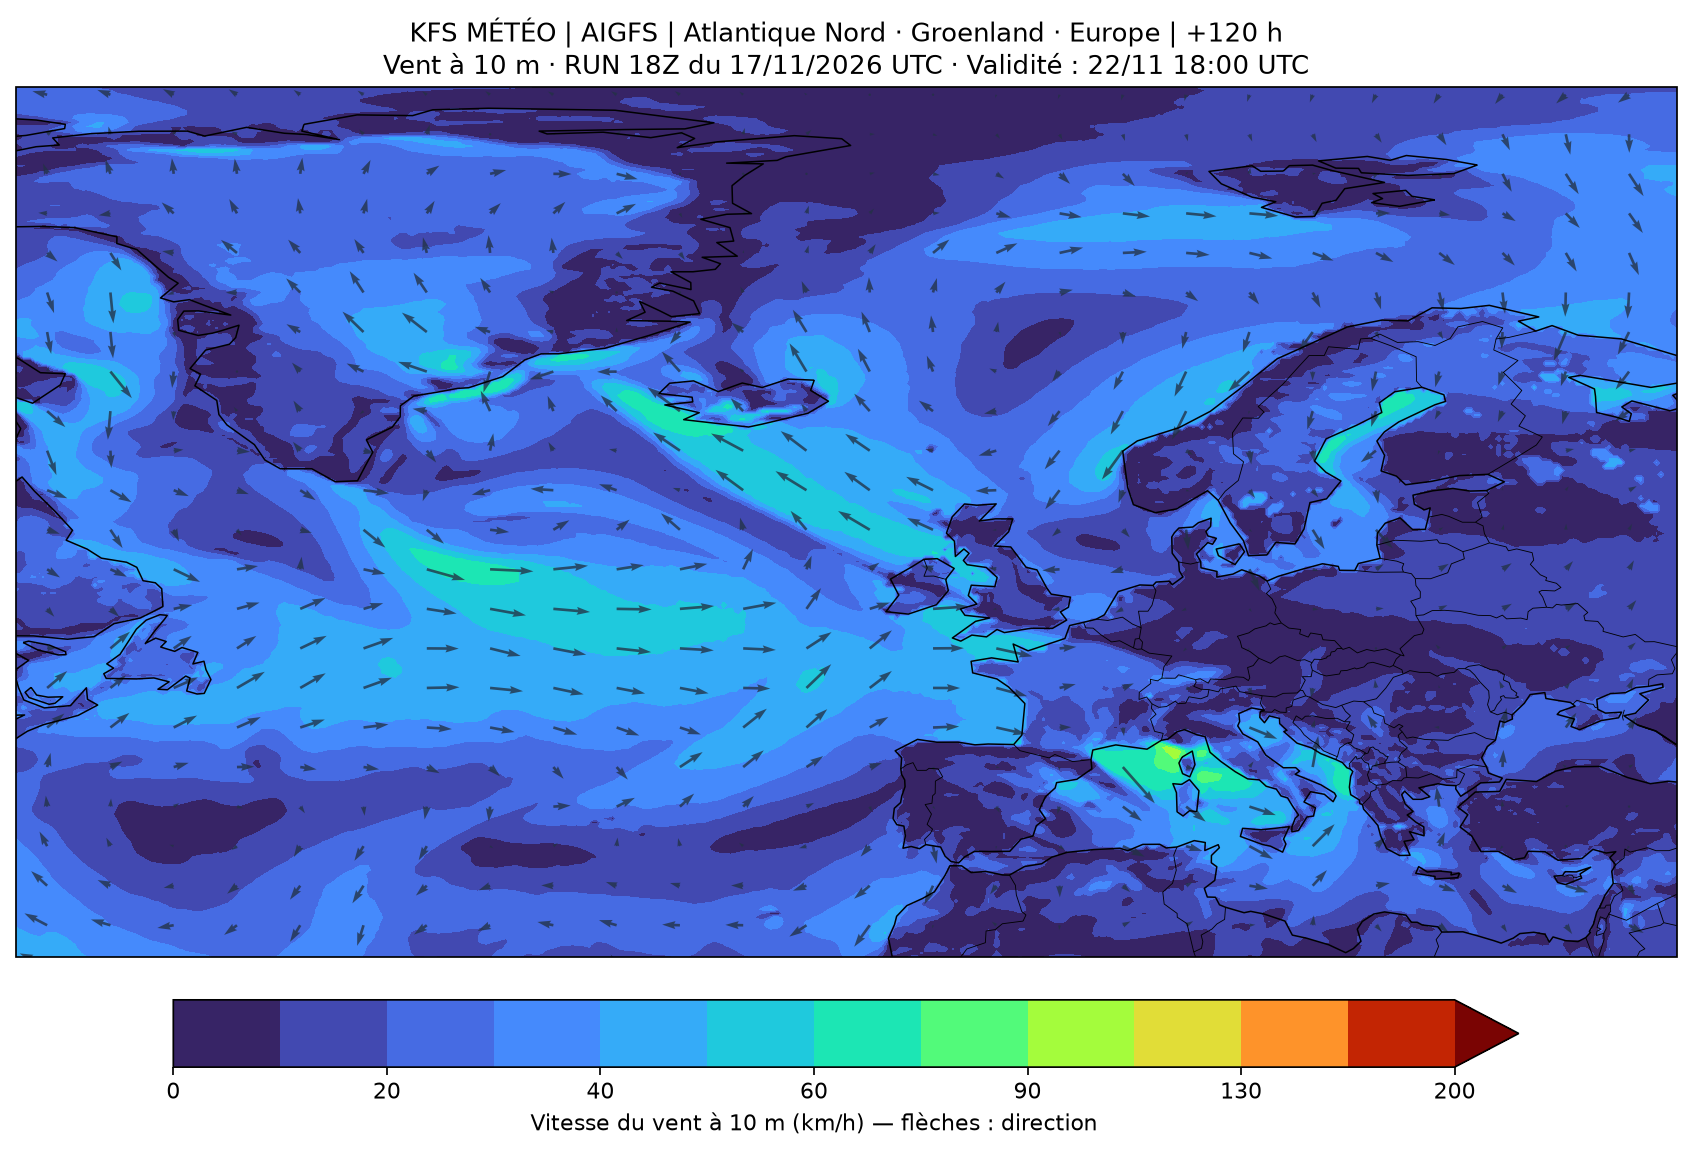 KFS MÉTÉO | AIGFS | Atlantique Nord · Groenland · Europe | +120 h
Vent à 10 m · RUN 18Z du 17/11/2026 UTC · Validité : 22/11 18:00 UTC
0 20 40 60 90 130 200
Vitesse du vent à 10 m (km/h) — flèches : direction